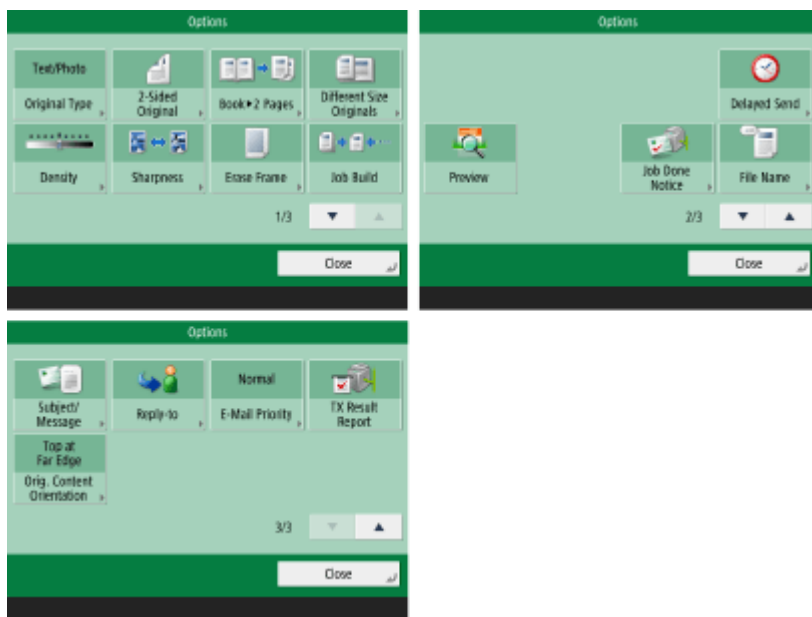 Options
Text/Photo
Original Type
2-Sided
Original
Book▶2 Pages
Different Size
Originals
Density
Sharpness
Erase Frame
Job Build
1/3
Close
Options
Delayed Send
Preview
Job Done
Notice
File Name
2/3
Close
Options
Subject/
Message
Reply-to
Normal
E-Mail Priority
TX Result
Report
Top at
Far Edge
Orig. Content
Orientation
3/3
Close